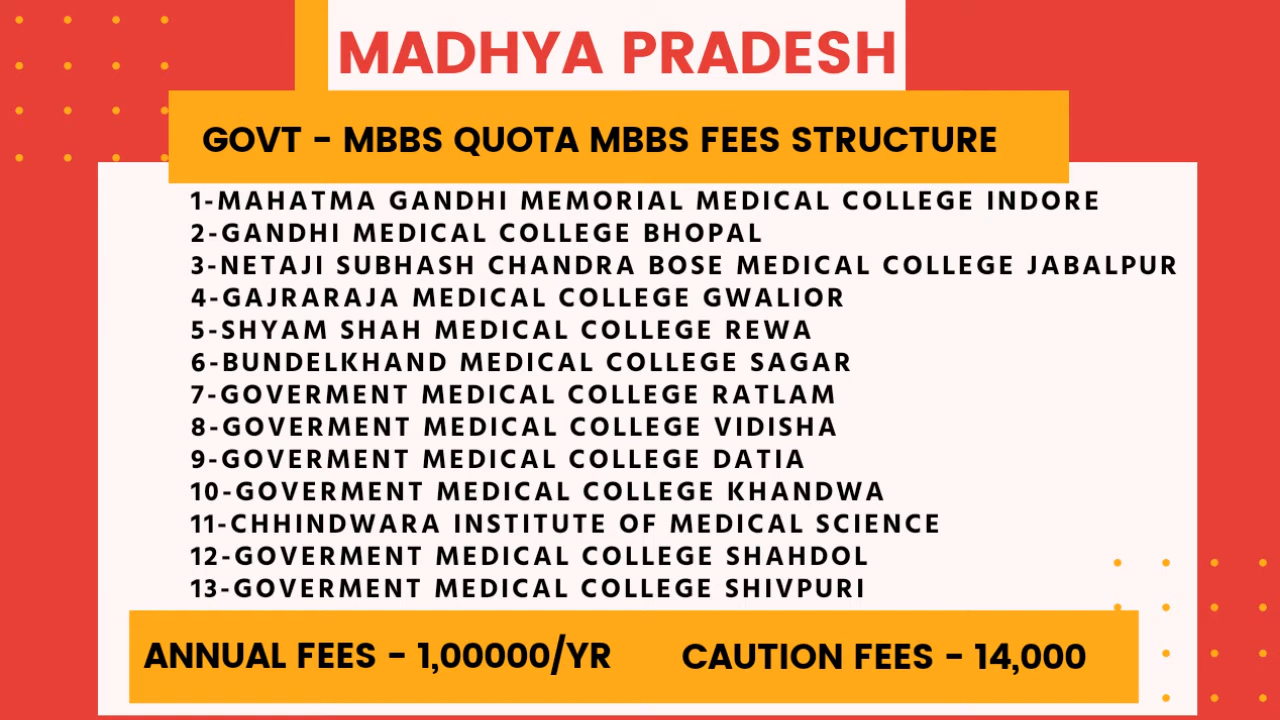 MADHYA PRADESH
GOVT - MBBS QUOTA MBBS FEES STRUCTURE
1-MAHATMA GANDHI MEMORIAL MEDICAL COLLEGE INDORE
2-GANDHI MEDICAL COLLEGE BHOPAL
3-NETAJI SUBHASH CHANDRA BOSE MEDICAL COLLEGE JABALPUR
4-GAJRARAJA MEDICAL COLLEGE GWALIOR
5-SHYAM SHAH MEDICAL COLLEGE REWA
6-BUNDELKHAND MEDICAL COLLEGE SAGAR
7-GOVERMENT MEDICAL COLLEGE RATLAM
8-GOVERMENT MEDICAL COLLEGE VIDISHA
9-GOVERMENT MEDICAL COLLEGE DATIA
10-GOVERMENT MEDICAL COLLEGE KHANDWA
11-CHHINDWARA INSTITUTE OF MEDICAL SCIENCE
12-GOVERMENT MEDICAL COLLEGE SHAHDOL
13-GOVERMENT MEDICAL COLLEGE SHIVPURI
ANNUAL FEES - 1,00000/YR CAUTION FEES - 14,000